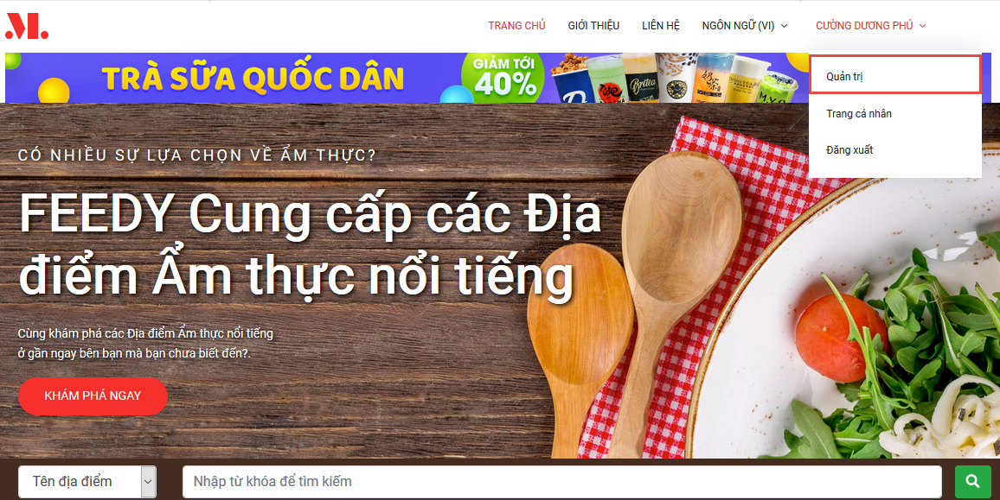 M.
TRANG CHỦ
GIỚI THIỆU
LIÊN HỆ
NGÔN NGỮ (VI)
CƯỜNG DƯƠNG PHÚ
TRÀ SỮA QUỐC DÂN
GIẢM TỚI
40%
Quản trị
Trang cá nhân
Đăng xuất
CÓ NHIỀU SỰ LỰA CHỌN VỀ ẨM THỰC?
FEEDY Cung cấp các Địa
điểm Ẩm thực nổi tiếng
Cùng khám phá các Địa điểm Ẩm thực nổi tiếng
ở gần ngay bên bạn mà bạn chưa biết đến?.
KHÁM PHÁ NGAY
Tên địa điểm
Nhập từ khóa để tìm kiếm